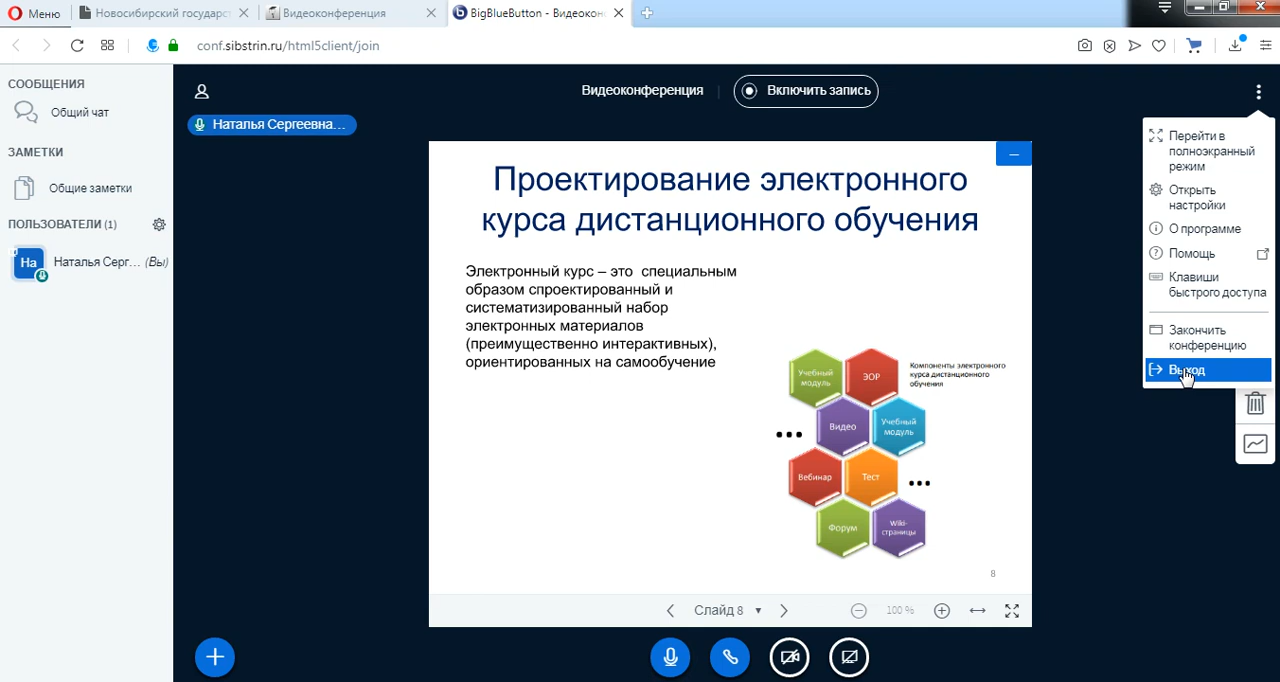 Меню
Новосибирский государст
Видеоконференция
BigBlueButton - Видеоконе
conf.sibstrin.ru/html5client/join
СООБЩЕНИЯ
Общий чат
ЗАМЕТКИ
Общие заметки
ПОЛЬЗОВАТЕЛИ (1)
На
Наталья Серг... (Вы)
Видеоконференция
Включить запись
Наталья Сергеевна...
Проектирование электронного
курса дистанционного обучения
Электронный курс – это специальным
образом спроектированный и
систематизированный набор
электронных материалов
(преимущественно интерактивных),
ориентированных на самообучение
Компоненты электронного
курса дистанционного
обучения
Учебный
модуль
ЭОР
...
Видео
Учебный
модуль
Вебинар
Тест
...
Форум
Wiki-
страницы
8
Слайд 8
100 %
Перейти в
полноэкранный
режим
Открыть
настройки
О программе
Помощь
Клавиши
быстрого доступа
Закончить
конференцию
Выход